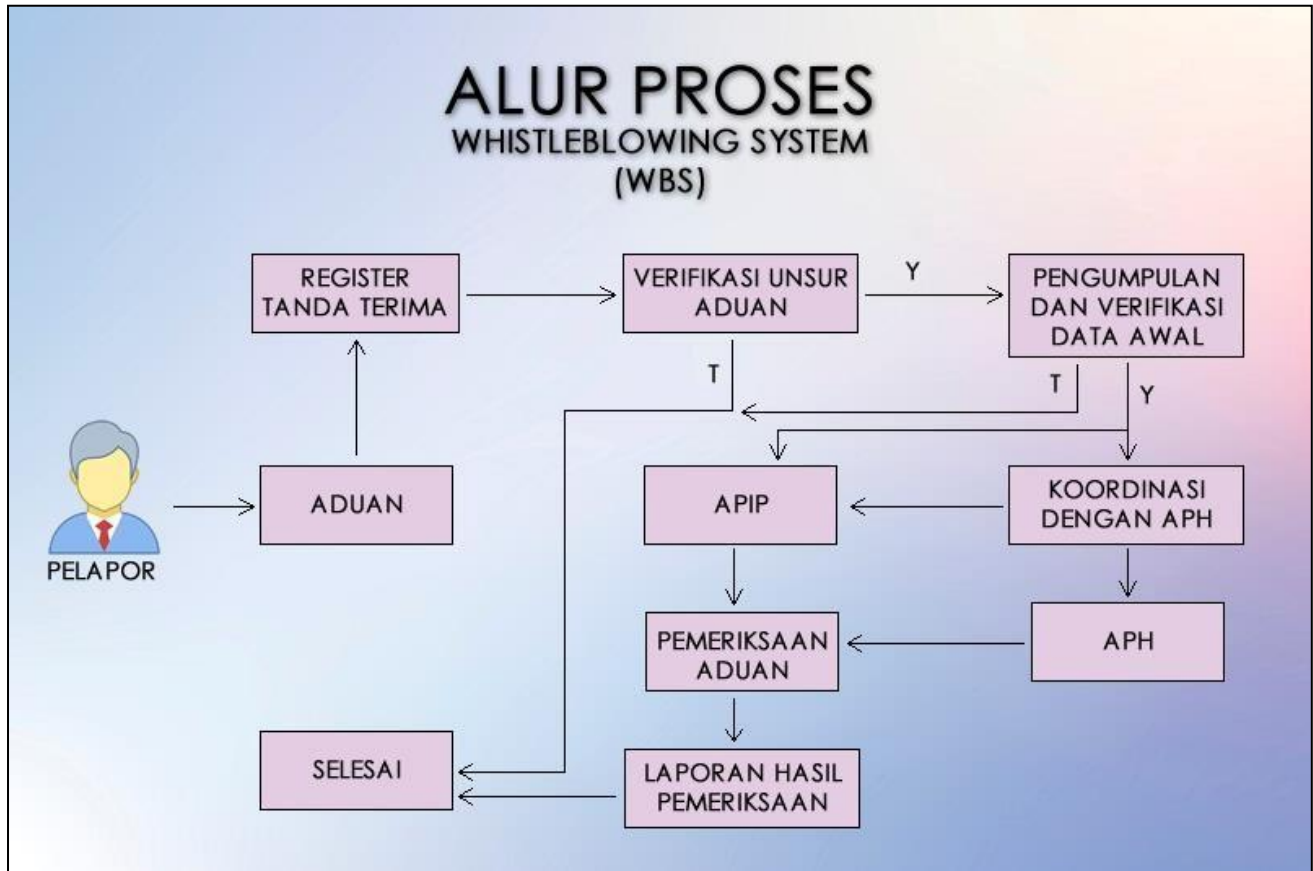 ALUR PROSES
WHISTLEBLOWING SYSTEM
(WBS)
REGISTER
TANDA TERIMA
VERIFIKASI UNSUR
ADUAN
Y
PENGUMPULAN
DAN VERIFIKASI
DATA AWAL
T
T
Y
PELAPOR
ADUAN
APIP
KOORDINASI
DENGAN APH
PEMERIKSAAN
ADUAN
APH
SELESAI
LAPORAN HASIL
PEMERIKSAAN